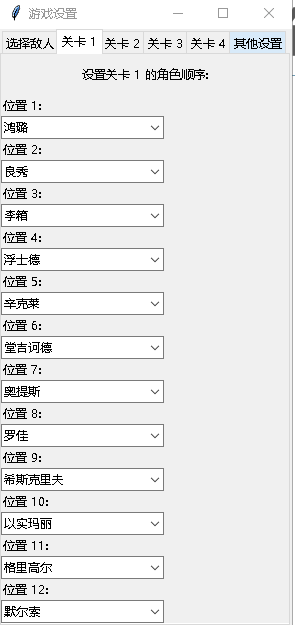 游戏设置
选择敌人 关卡 1 关卡 2 关卡 3 关卡 4 其他设置
设置关卡 1 的角色顺序:
位置 1:
鸿璐
位置 2:
良秀
位置 3:
李箱
位置 4:
浮士德
位置 5:
辛克莱
位置 6:
堂吉诃德
位置 7:
奥提斯
位置 8:
罗佳
位置 9:
希斯克里夫
位置 10:
以实玛丽
位置 11:
格里高尔
位置 12:
默尔索